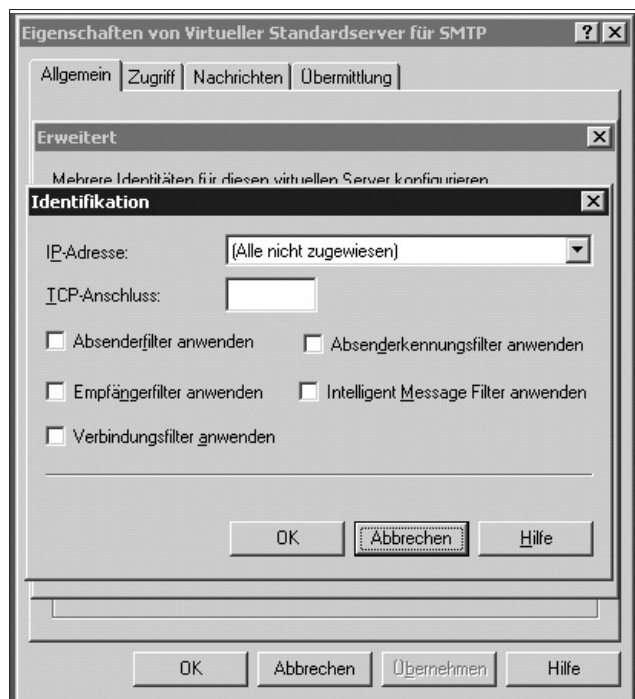 Eigenschaften von Virtueller Standardserver für SMTP
Allgemein Zugriff Nachrichten Übermittlung
Erweitert
Mehrere Identitäten für diesen virtuellen Server konfigurieren
Identifikation
IP-Adresse: (Alle nicht zugewiesen)
TCP-Anschluss:
Absenderfilter anwenden Absenderkennungsfilter anwenden
Empfängerfilter anwenden Intelligent Message Filter anwenden
Verbindungsfilter anwenden
OK Abbrechen Hilfe
OK Abbrechen Übernehmen Hilfe